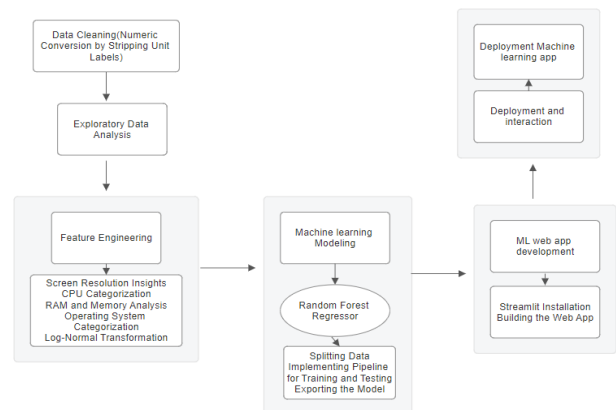 Data Cleaning(Numeric
Conversion by Stripping Unit
Labels)
Exploratory Data
Analysis
Feature Engineering
Screen Resolution Insights
CPU Categorization
RAM and Memory Analysis
Operating System
Categorization
Log-Normal Transformation
Machine learning
Modeling
Random Forest
Regressor
Splitting Data
Implementing Pipeline
for Training and Testing
Exporting the Model
ML web app
development
Streamlit Installation
Building the Web App
Deployment Machine
learning app
Deployment and
interaction